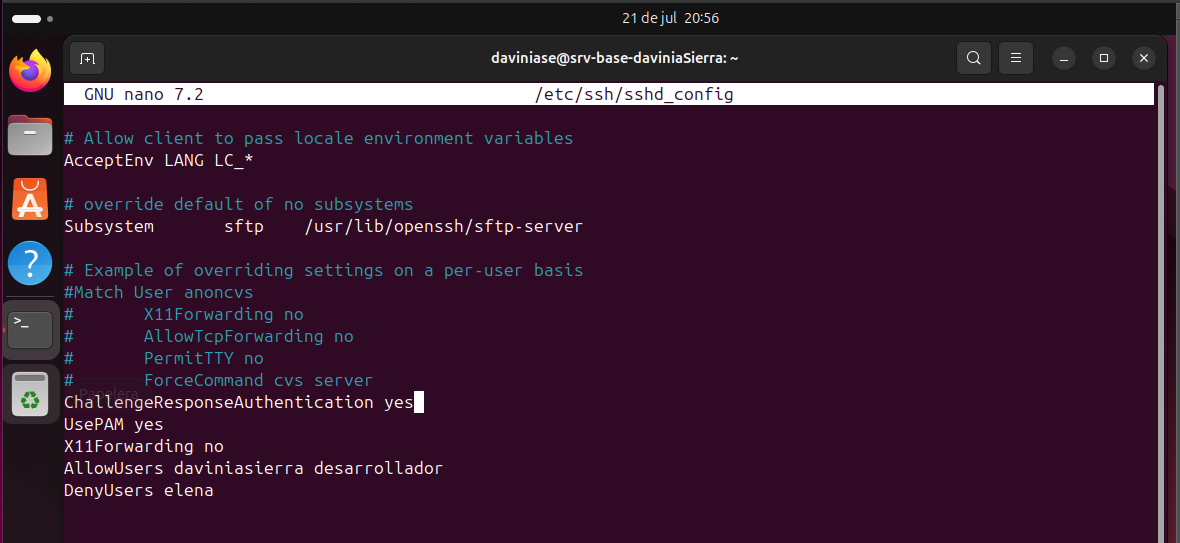 21 de jul 20:56
daviniase@srv-base-daviniaSierra: ~
GNU nano 7.2 /etc/ssh/sshd_config
# Allow client to pass locale environment variables
AcceptEnv LANG LC_*
# override default of no subsystems
Subsystem sftp /usr/lib/openssh/sftp-server
# Example of overriding settings on a per-user basis
#Match User anoncvs
# X11Forwarding no
# AllowTcpForwarding no
# PermitTTY no
# ForceCommand cvs server
Papelera
ChallengeResponseAuthentication yes
UsePAM yes
X11Forwarding no
AllowUsers daviniasierra desarrollador
DenyUsers elena